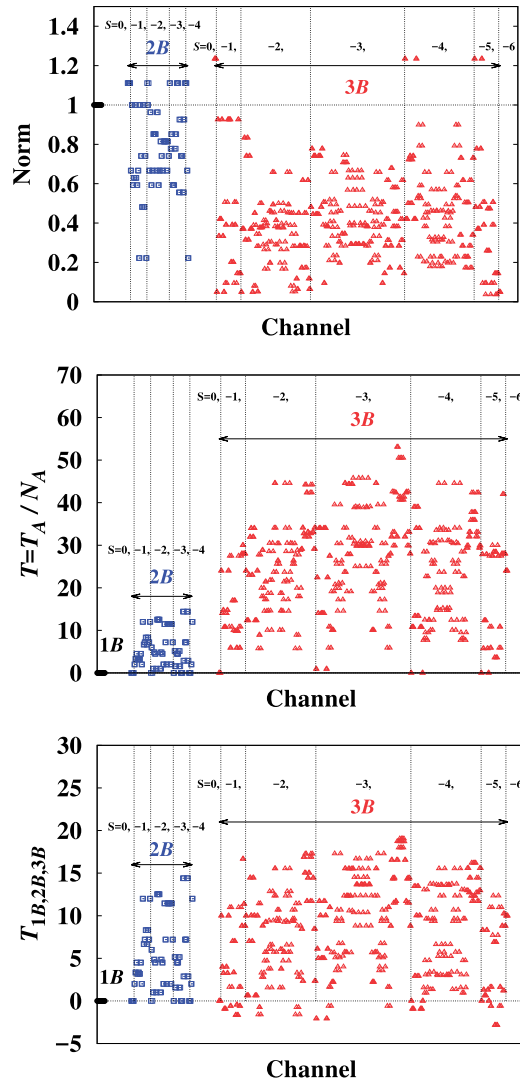 1.4
1.2
1
0.8
0.6
0.4
0.2
0
Norm
S=0, -1, -2, -3, -4
2B
S=0, -1, -2, -3, -4, -5, -6
3B
Channel
70
60
50
40
30
20
10
0
T=T_A / N_A
1B
S=0, -1, -2, -3, -4
2B
S=0, -1, -2, -3, -4, -5, -6
3B
Channel
30
25
20
15
10
5
0
−5
T_{1B,2B,3B}
1B
S=0, -1, -2, -3, -4
2B
S=0, -1, -2, -3, -4, -5, -6
3B
Channel